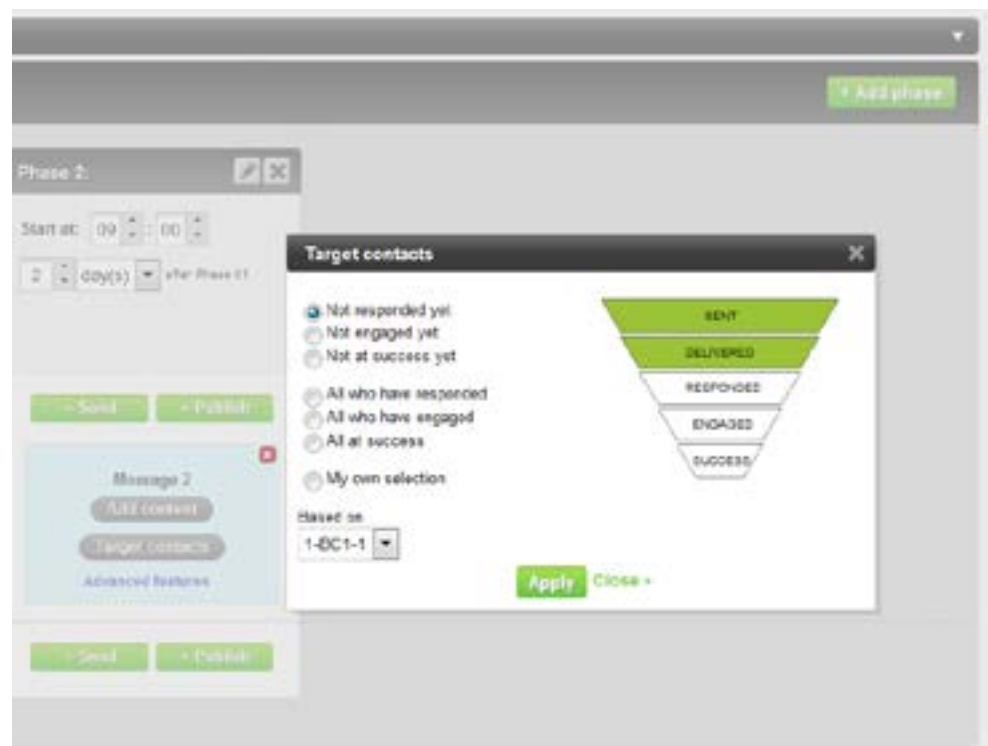 + Add phase
Phase 2:
Start at: 09 : 00
2 day(s) after Phase
Target contacts
Not responded yet
Not engaged yet
Not at success yet
All who have responded
All who have engaged
All at success
My own selection
Based on
1-BC1-1
SENT
DELIVERED
RESPONDED
ENGAGED
SUCCESS
Apply Close
+ Send + Publish
Message 2
Add content
Target contacts
Advanced features
+ Send + Publish